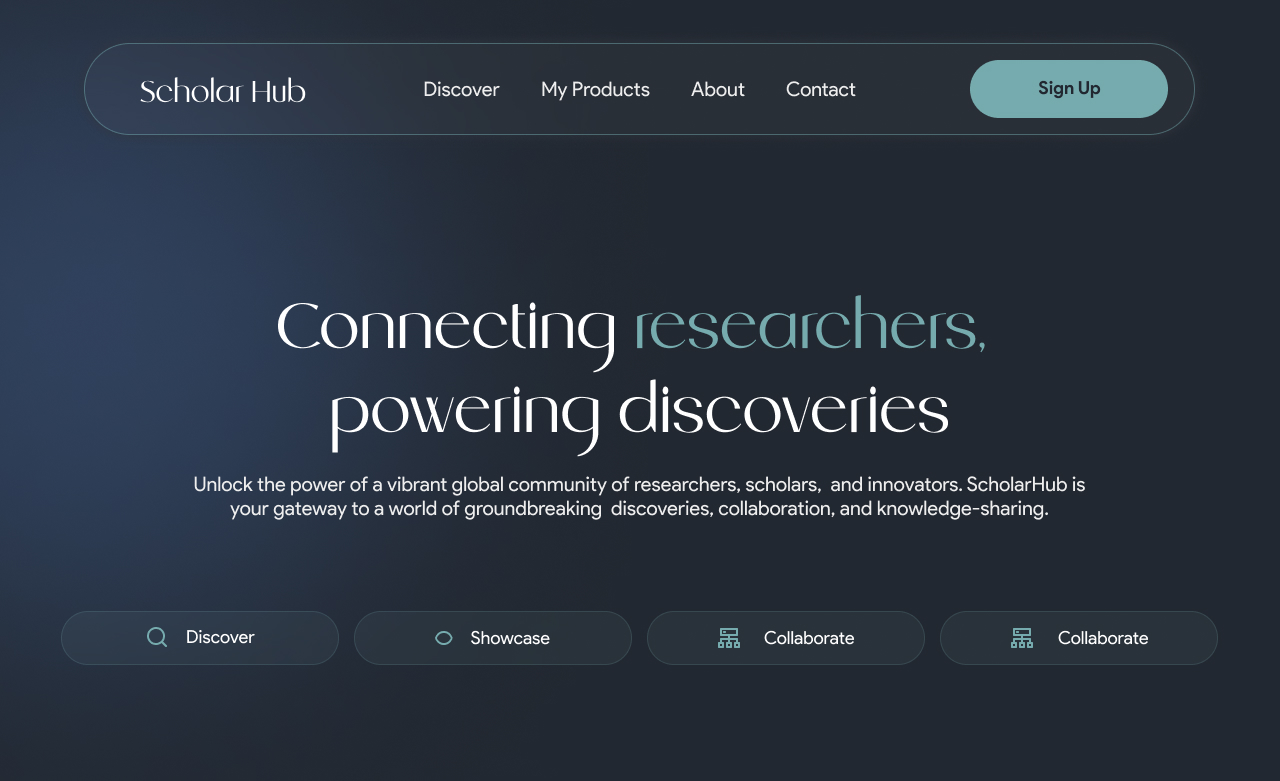 Scholar Hub
Discover
My Products
About
Contact
Sign Up
Connecting researchers,
powering discoveries
Unlock the power of a vibrant global community of researchers, scholars,  and innovators. ScholarHub is
your gateway to a world of groundbreaking  discoveries, collaboration, and knowledge-sharing.
Discover
Showcase
Collaborate
Collaborate